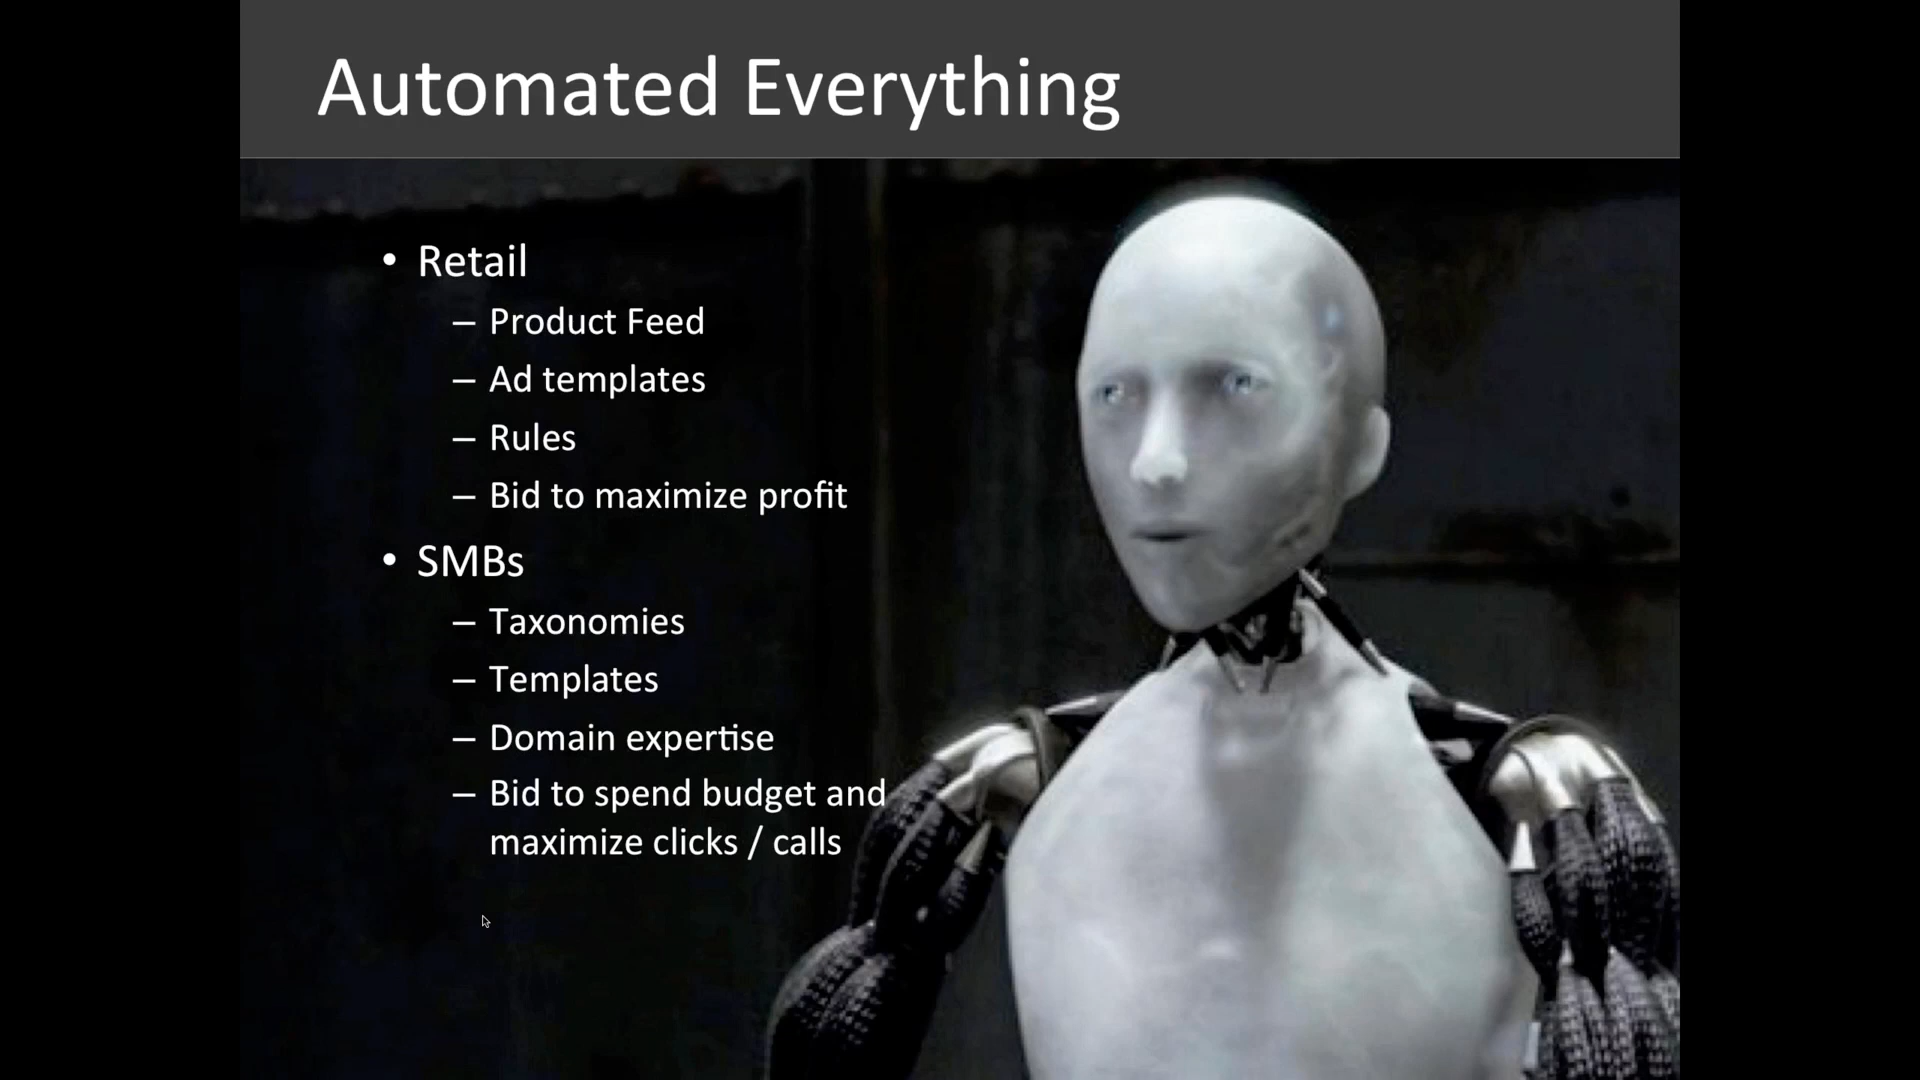 Automated Everything
• Retail
– Product Feed
– Ad templates
– Rules
– Bid to maximize profit
• SMBs
– Taxonomies
– Templates
– Domain expertise
– Bid to spend budget and
maximize clicks / calls